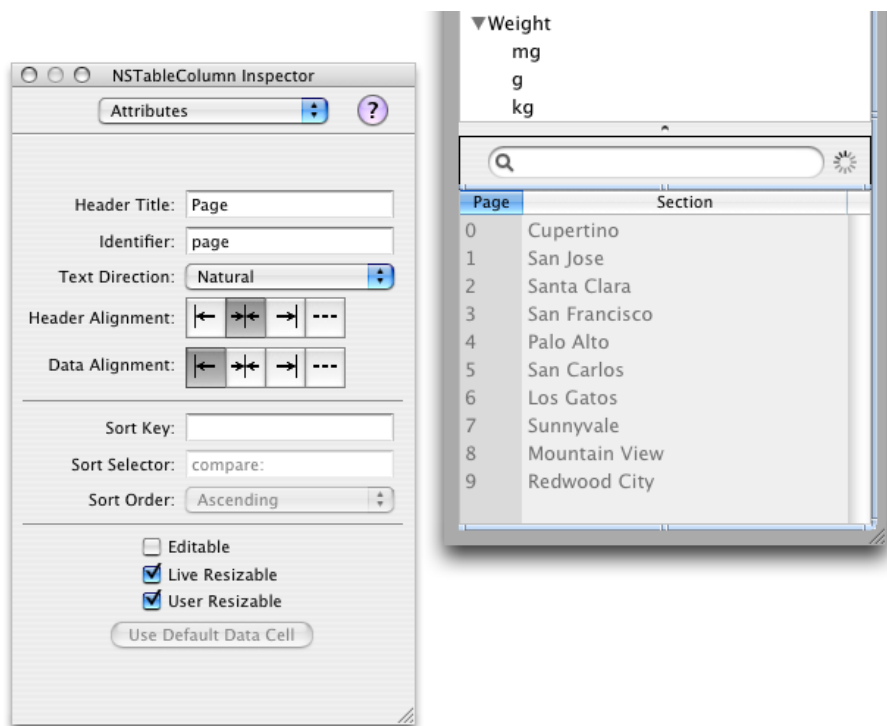 NSTableColumn Inspector
Attributes
?
Header Title: Page
Identifier: page
Text Direction: Natural
Header Alignment:
Data Alignment:
Sort Key:
Sort Selector: compare:
Sort Order: Ascending
Editable
Live Resizable
User Resizable
Use Default Data Cell
Weight
mg
g
kg
Page Section
0 Cupertino
1 San Jose
2 Santa Clara
3 San Francisco
4 Palo Alto
5 San Carlos
6 Los Gatos
7 Sunnyvale
8 Mountain View
9 Redwood City